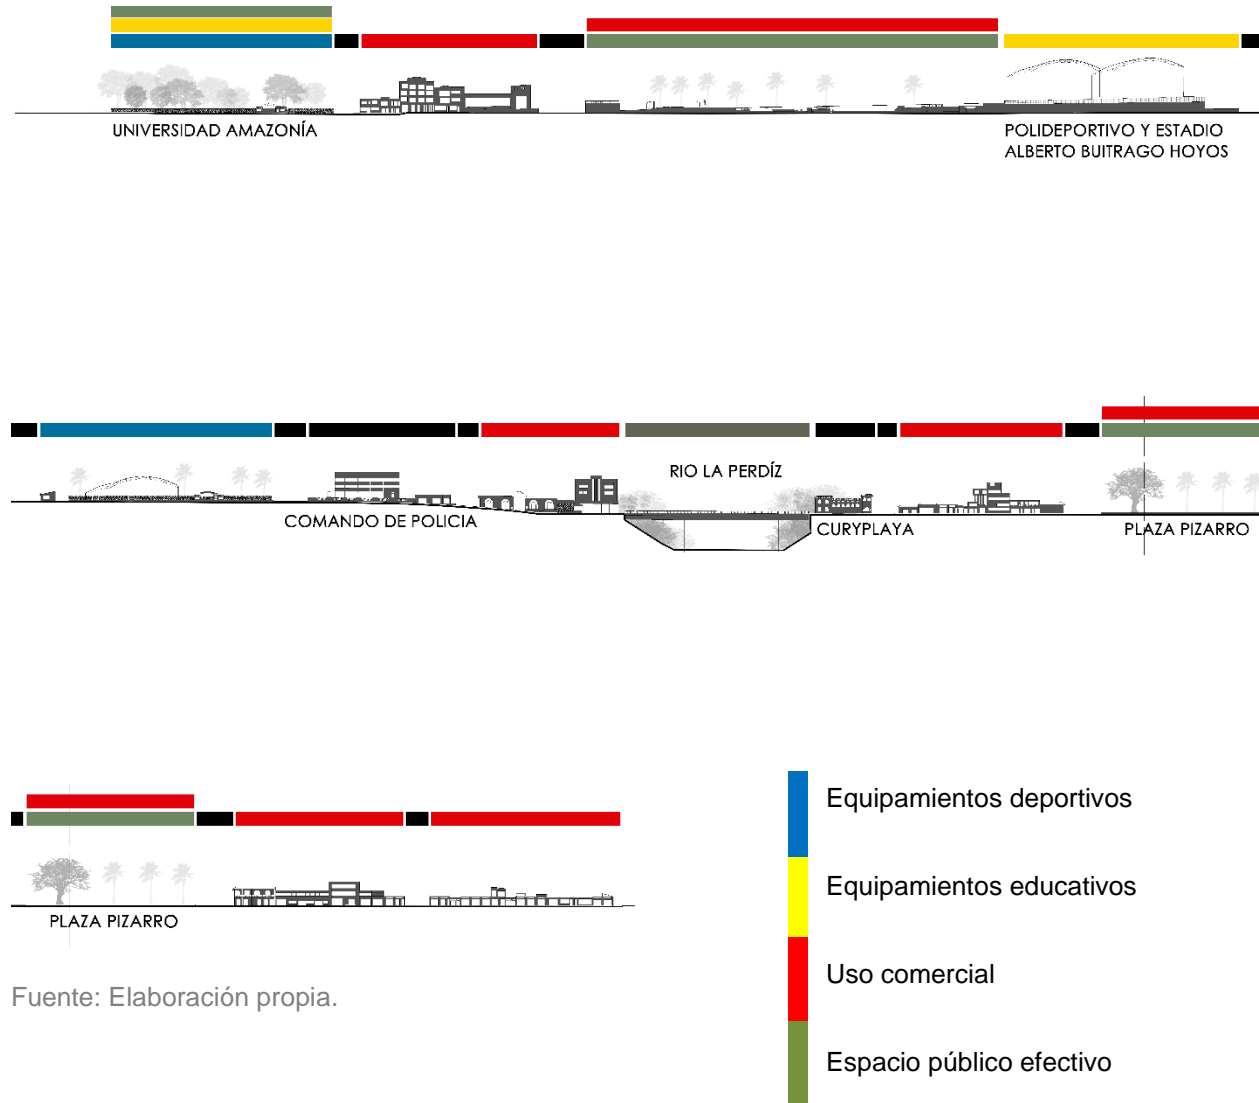 UNIVERSIDAD AMAZONÍA
POLIDEPORTIVO Y ESTADIO
ALBERTO BUITRAGO HOYOS
RIO LA PERDÍZ
COMANDO DE POLICIA
CURYPLAYA
PLAZA PIZARRO
PLAZA PIZARRO
Equipamientos deportivos
Equipamientos educativos
Uso comercial
Espacio público efectivo
Fuente: Elaboración propia.